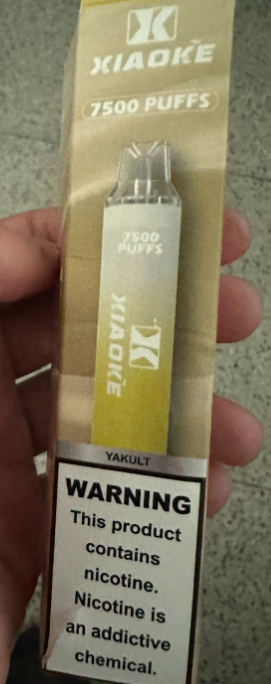 XIAOKE
7500 PUFFS
7500
PUFFS
XIAOKE
YAKULT
WARNING
This product
contains
nicotine.
Nicotine is
an addictive
chemical.